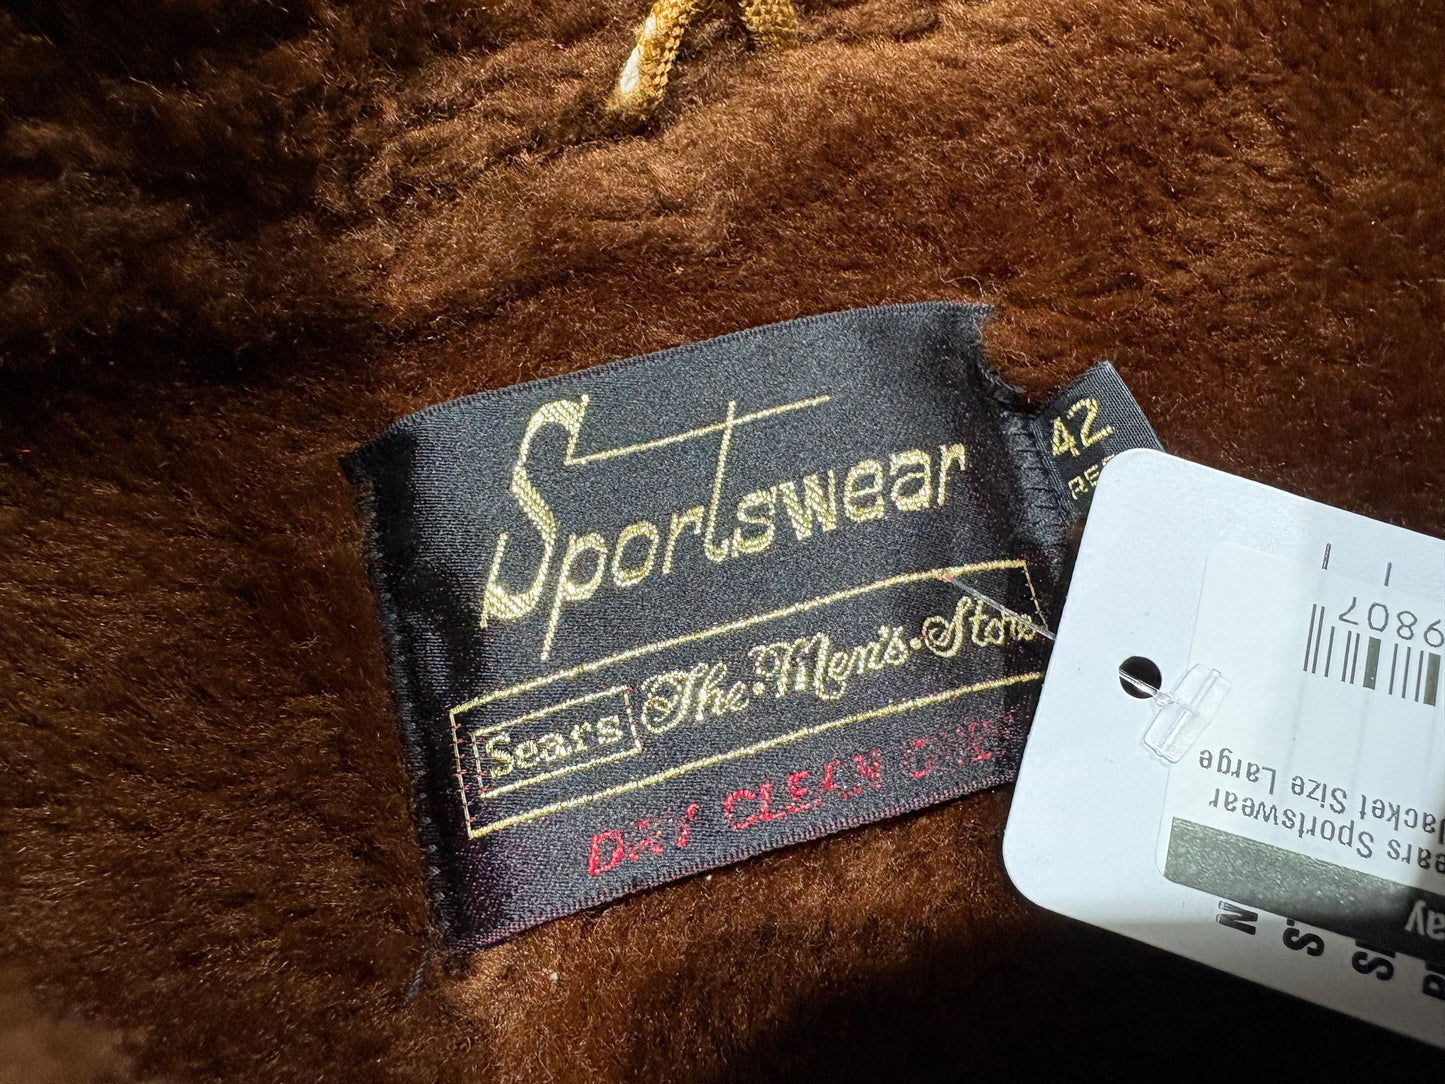 Sportswear
Sears The Men's Store
DRY CLEAN ONLY
42
9807
ears Sportswear
Jacket Size Large